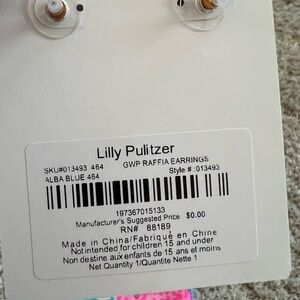 Lilly Pulitzer
SKU#013493 464 GWP RAFFIA EARRINGS
ALBA BLUE 464 Style # :013493
197367015133
Manufacturer's Suggested Price $0.00
RN# 88189
Made in China/Fabriqué en Chine
Not intended for children 15 and under
Non destine aux enfants de 15 ans et moins
Net Quantity 1/Quantite Nette 1